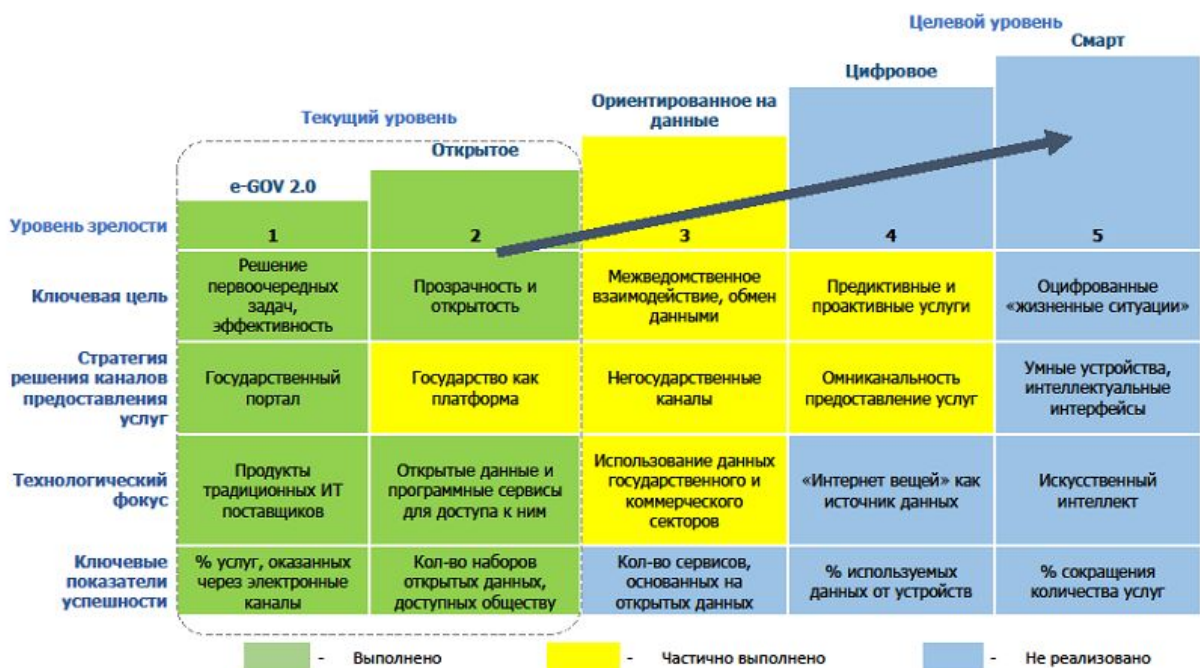 Целевой уровень
Смарт
Цифровое
Ориентированное на
данные
Текущий уровень
Открытое
e-GOV 2.0
Уровень зрелости
1
2
3
4
5
Ключевая цель
Решение
первоочередных
задач,
эффективность
Прозрачность и
открытость
Межведомственное
взаимодействие, обмен
данными
Предиктивные и
проактивные услуги
Оцифрованные
«жизненные ситуации»
Стратегия
решения каналов
предоставления
услуг
Государственный
портал
Государство как
платформа
Негосударственные
каналы
Омниканальность
предоставление услуг
Умные устройства,
интеллектуальные
интерфейсы
Технологический
фокус
Продукты
традиционных ИТ
поставщиков
Открытые данные и
программные сервисы
для доступа к ним
Использование данных
государственного и
коммерческого
секторов
«Интернет вещей» как
источник данных
Искусственный
интеллект
Ключевые
показатели
успешности
% услуг, оказанных
через электронные
каналы
Кол-во наборов
открытых данных,
доступных обществу
Кол-во сервисов,
основанных на
открытых данных
% используемых
данных от устройств
% сокращения
количества услуг
- Выполнено
- Частично выполнено
- Не реализовано